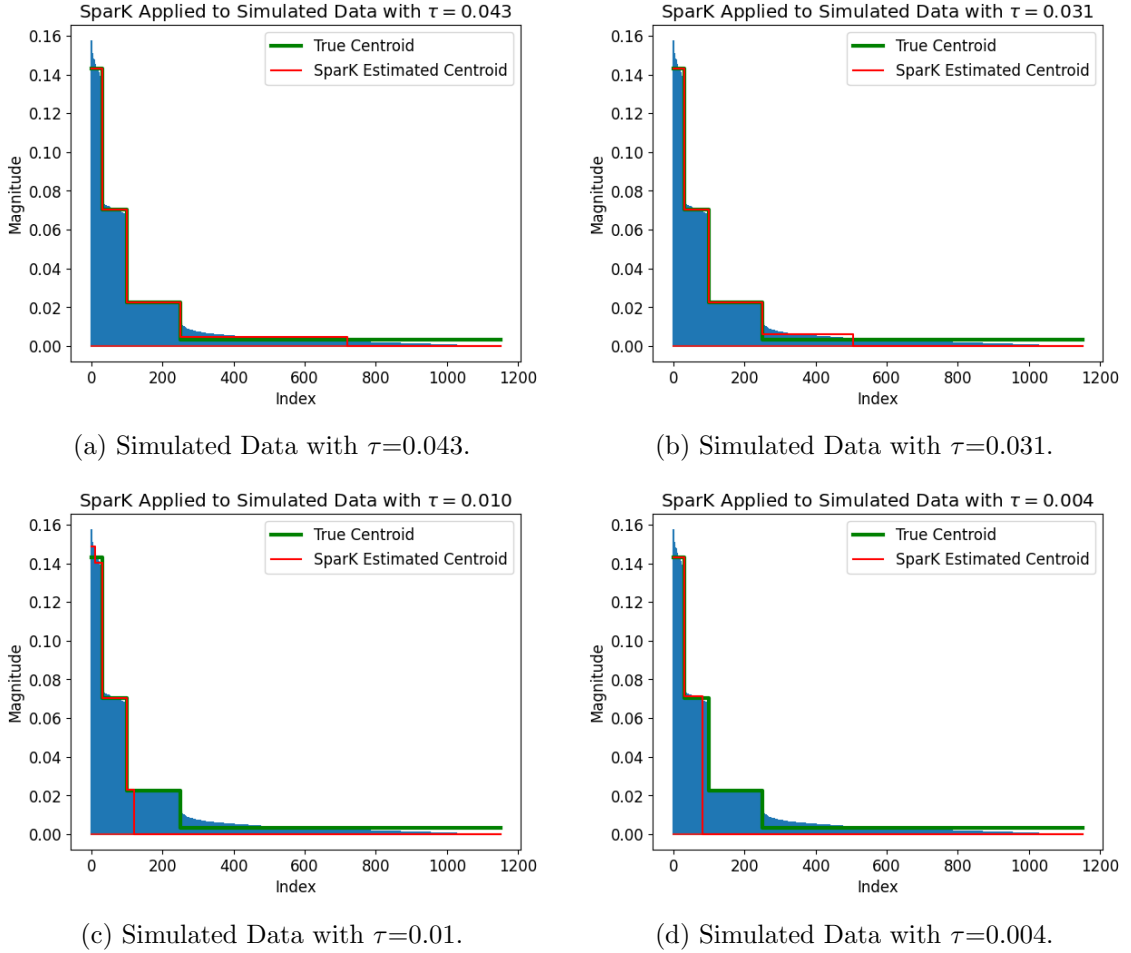 SparK Applied to Simulated Data with τ = 0.043
0.16
0.14
0.12
0.10
0.08
0.06
0.04
0.02
0.00
Magnitude
True Centroid
SparK Estimated Centroid
0 200 400 600 800 1000 1200
Index
(a) Simulated Data with τ=0.043.
SparK Applied to Simulated Data with τ = 0.031
0.16
0.14
0.12
0.10
0.08
0.06
0.04
0.02
0.00
Magnitude
True Centroid
SparK Estimated Centroid
0 200 400 600 800 1000 1200
Index
(b) Simulated Data with τ=0.031.
SparK Applied to Simulated Data with τ = 0.010
0.16
0.14
0.12
0.10
0.08
0.06
0.04
0.02
0.00
Magnitude
True Centroid
SparK Estimated Centroid
0 200 400 600 800 1000 1200
Index
(c) Simulated Data with τ=0.01.
SparK Applied to Simulated Data with τ = 0.004
0.16
0.14
0.12
0.10
0.08
0.06
0.04
0.02
0.00
Magnitude
True Centroid
SparK Estimated Centroid
0 200 400 600 800 1000 1200
Index
(d) Simulated Data with τ=0.004.